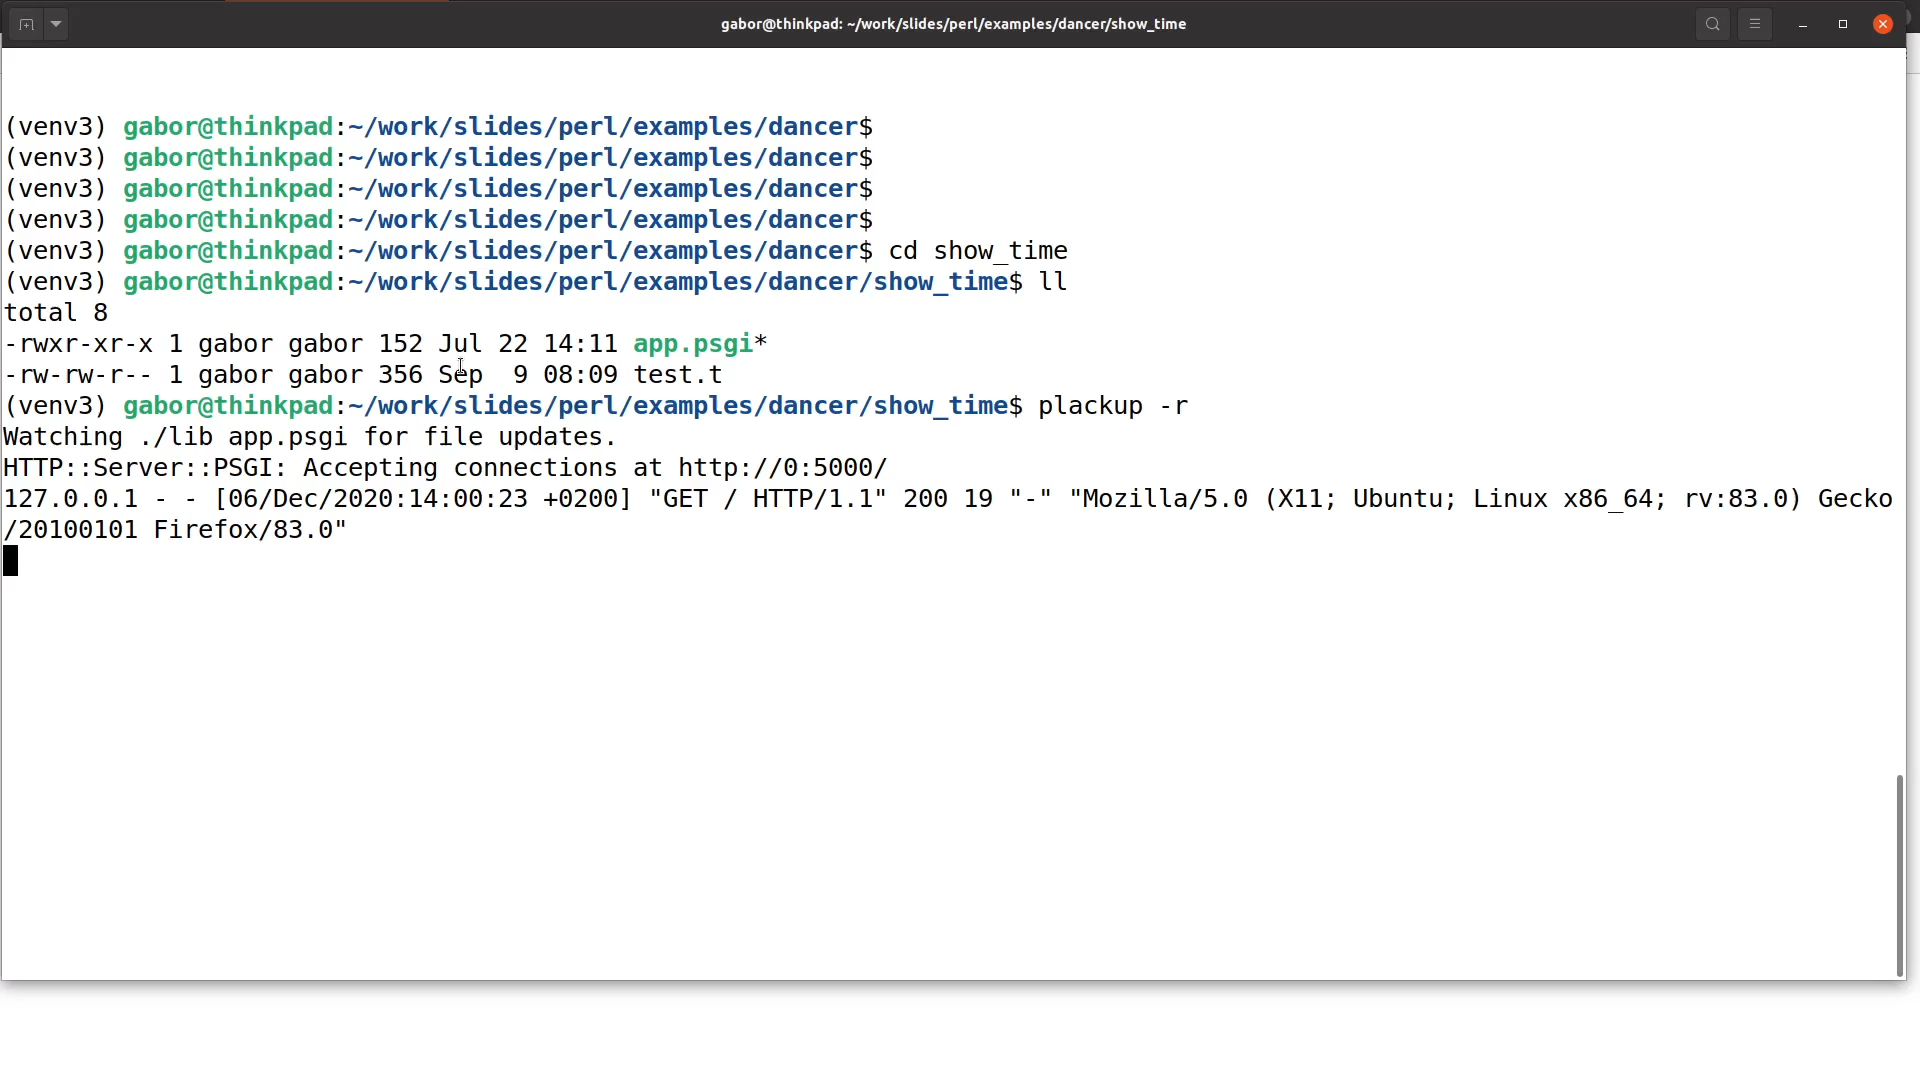 gabor@thinkpad: ~/work/slides/perl/examples/dancer/show_time
(venv3) gabor@thinkpad:~/work/slides/perl/examples/dancer$
(venv3) gabor@thinkpad:~/work/slides/perl/examples/dancer$
(venv3) gabor@thinkpad:~/work/slides/perl/examples/dancer$
(venv3) gabor@thinkpad:~/work/slides/perl/examples/dancer$
(venv3) gabor@thinkpad:~/work/slides/perl/examples/dancer$ cd show_time
(venv3) gabor@thinkpad:~/work/slides/perl/examples/dancer/show_time$ ll
total 8
-rwxr-xr-x 1 gabor gabor 152 Jul 22 14:11 app.psgi*
-rw-rw-r-- 1 gabor gabor 356 Sep  9 08:09 test.t
(venv3) gabor@thinkpad:~/work/slides/perl/examples/dancer/show_time$ plackup -r
Watching ./lib app.psgi for file updates.
HTTP::Server::PSGI: Accepting connections at http://0:5000/
127.0.0.1 - - [06/Dec/2020:14:00:23 +0200] "GET / HTTP/1.1" 200 19 "-" "Mozilla/5.0 (X11; Ubuntu; Linux x86_64; rv:83.0) Gecko
/20100101 Firefox/83.0"